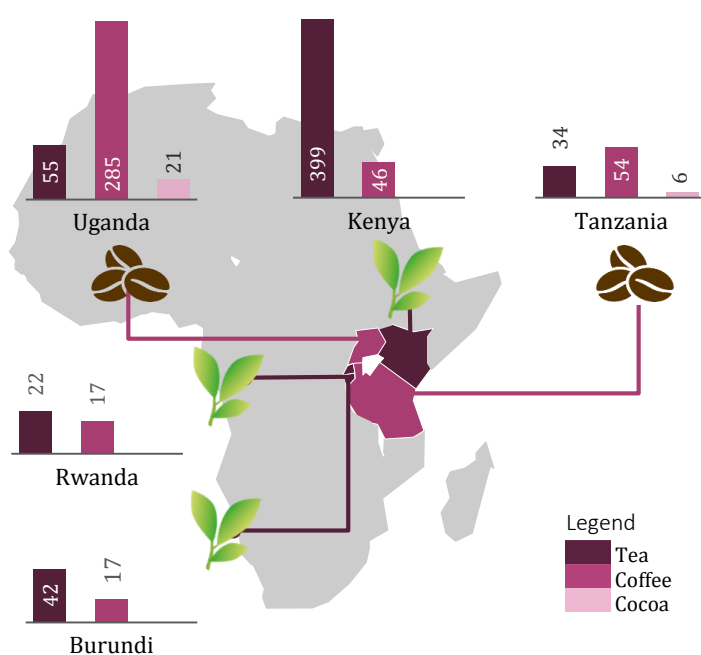 55
285
21
Uganda
399
46
Kenya
34
54
6
Tanzania
22
17
Rwanda
42
17
Burundi
Legend
Tea
Coffee
Cocoa